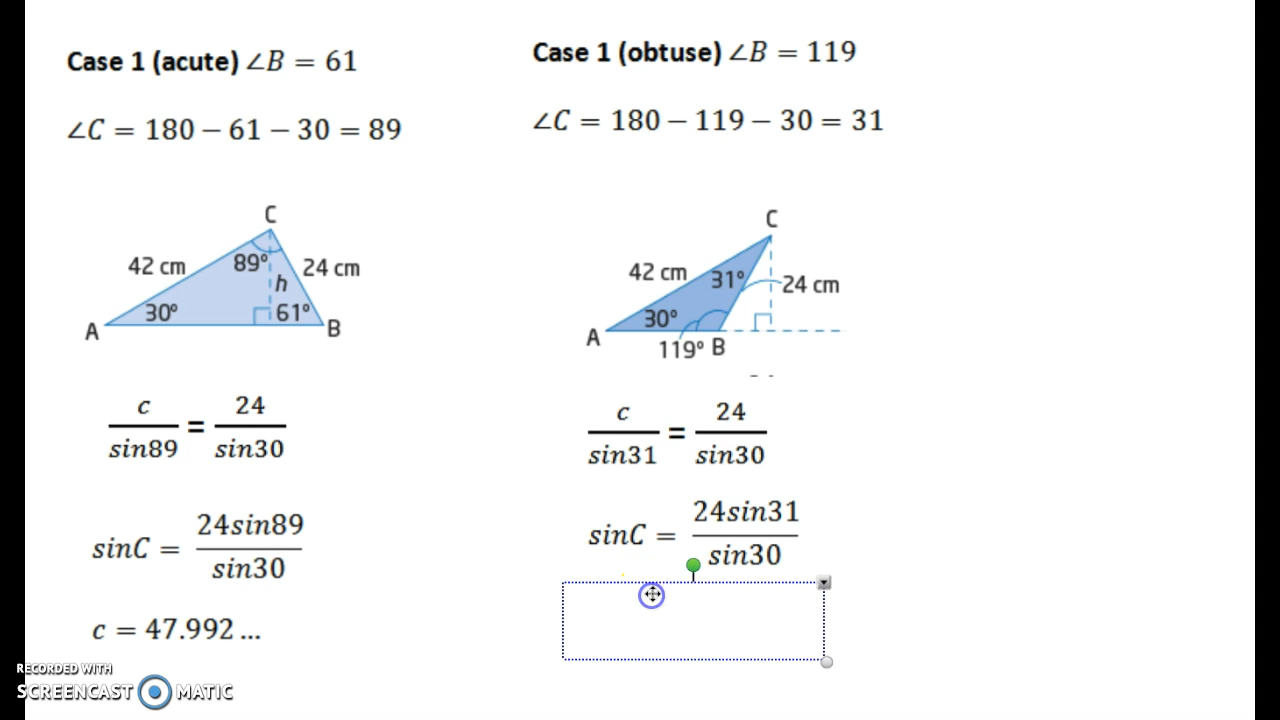 Case 1 (acute) ∠B = 61
∠C = 180 − 61 − 30 = 89
C
42 cm
89°
24 cm
h
30°
61°
A
B
c/sin89 = 24/sin30
sinC = 24sin89/sin30
c = 47.992 ...
Case 1 (obtuse) ∠B = 119
∠C = 180 − 119 − 30 = 31
C
42 cm
31°
24 cm
30°
A
119° B
c/sin31 = 24/sin30
sinC = 24sin31/sin30
RECORDED WITH
SCREENCAST MATIC